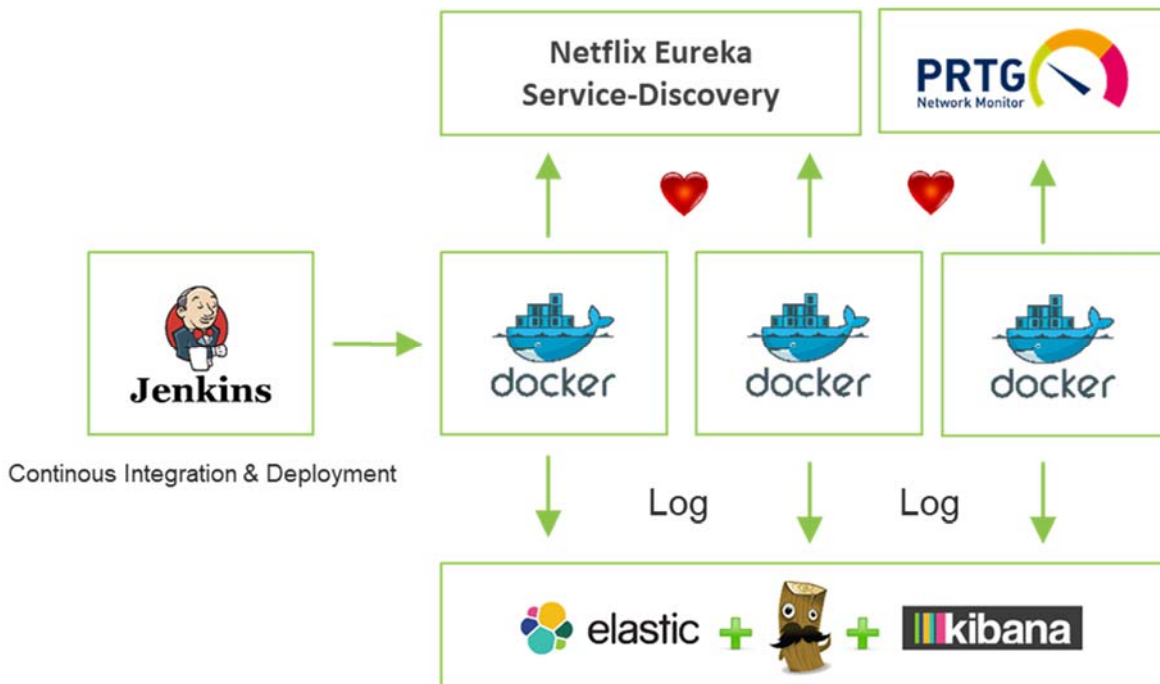 Netflix Eureka
Service-Discovery
PRTG
Network Monitor
Jenkins
docker
docker
docker
Continous Integration & Deployment
Log
Log
elastic
kibana